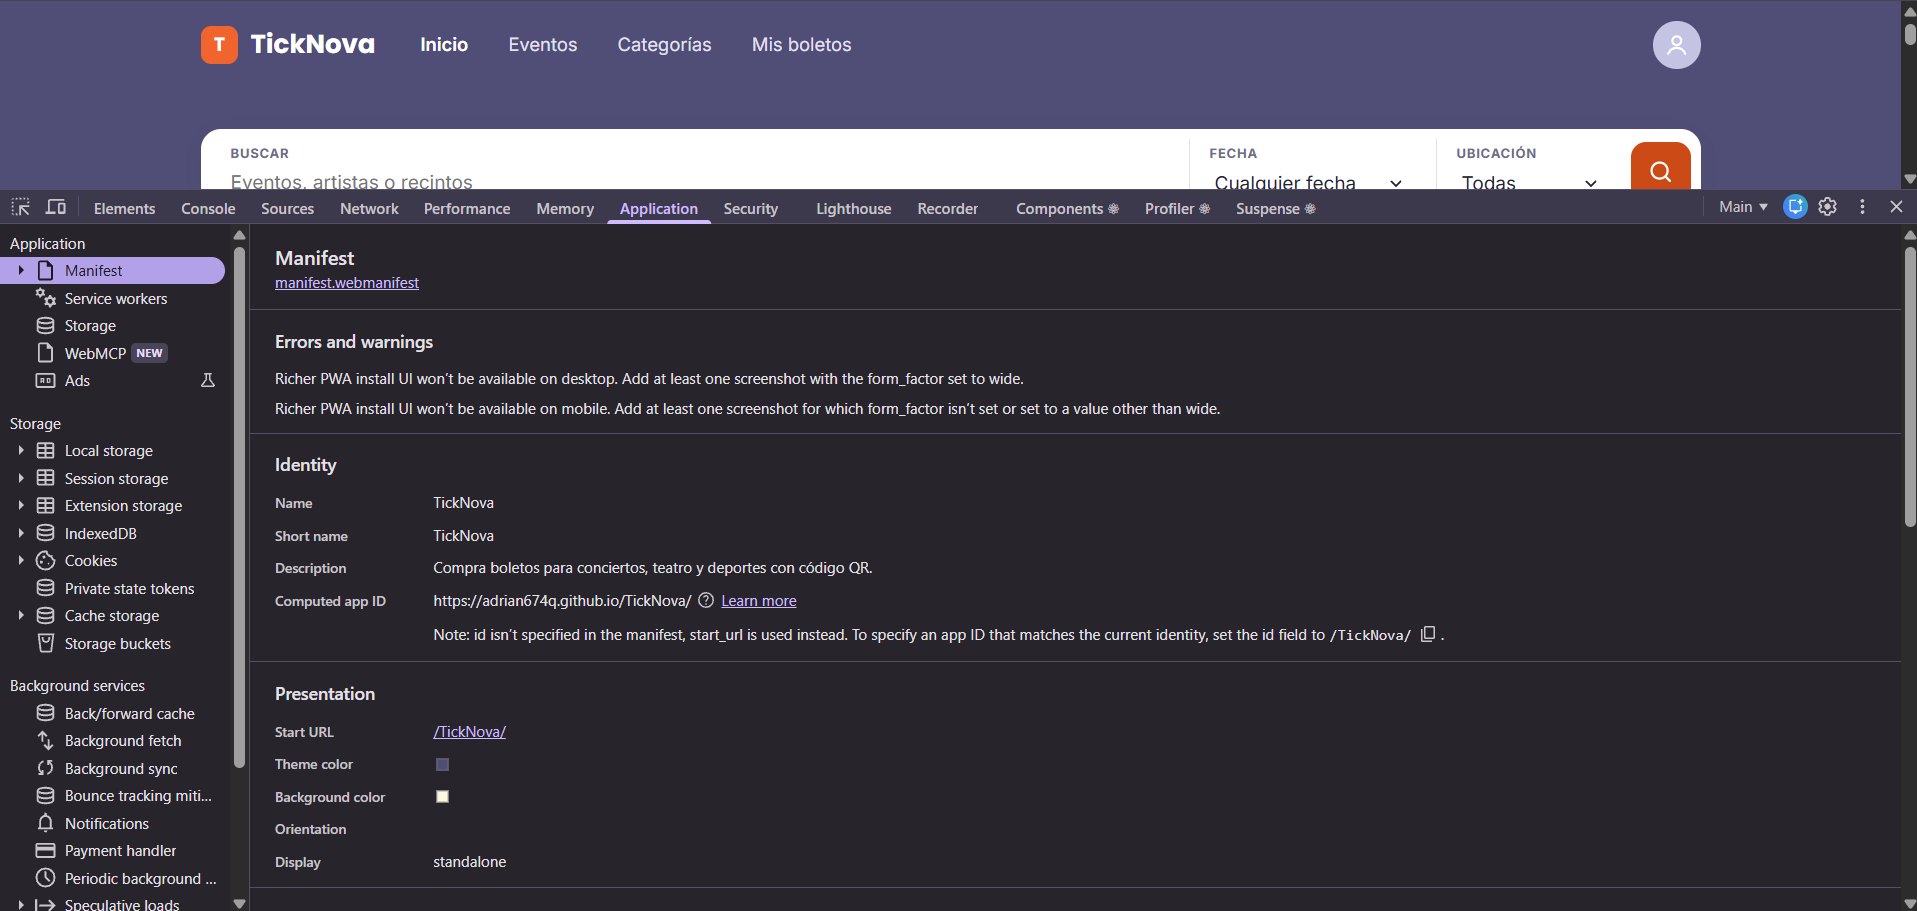 T TickNova Inicio Eventos Categorías Mis boletos
BUSCAR FECHA UBICACIÓN
Eventos, artistas o recintos Cualquier fecha Todas
Elements Console Sources Network Performance Memory Application Security Lighthouse Recorder Components Profiler Suspense Main
Application
Manifest
Service workers
Storage
WebMCP NEW
Ads
Storage
Local storage
Session storage
Extension storage
IndexedDB
Cookies
Private state tokens
Cache storage
Storage buckets
Background services
Back/forward cache
Background fetch
Background sync
Bounce tracking miti...
Notifications
Payment handler
Periodic background ...
Speculative loads
Manifest
manifest.webmanifest
Errors and warnings
Richer PWA install UI won’t be available on desktop. Add at least one screenshot with the form_factor set to wide.
Richer PWA install UI won’t be available on mobile. Add at least one screenshot for which form_factor isn’t set or set to a value other than wide.
Identity
Name TickNova
Short name TickNova
Description Compra boletos para conciertos, teatro y deportes con código QR.
Computed app ID https://adrian674q.github.io/TickNova/ Learn more
Note: id isn’t specified in the manifest, start_url is used instead. To specify an app ID that matches the current identity, set the id field to /TickNova/ .
Presentation
Start URL /TickNova/
Theme color
Background color
Orientation
Display standalone